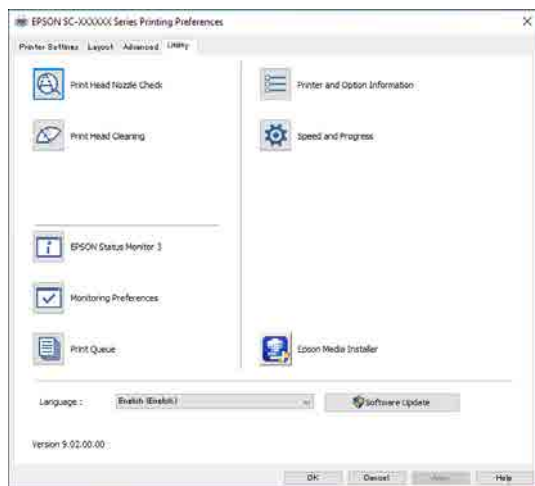 EPSON SC-XXXXXX Series Printing Preferences
Printer Settings Layout Advanced Utility
Print Head Nozzle Check
Printer and Option Information
Print Head Cleaning
Speed and Progress
EPSON Status Monitor 3
Monitoring Preferences
Print Queue
Epson Media Installer
Language :
English (English)
Software Update
Version 9.02.00.00
OK Cancel Apply Help